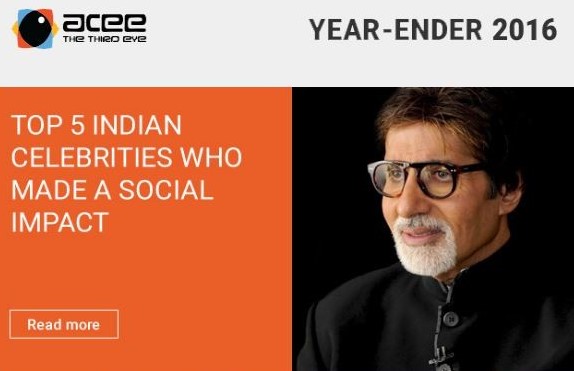 acee
THE THIRD EYE
YEAR-ENDER 2016
TOP 5 INDIAN
CELEBRITIES WHO
MADE A SOCIAL
IMPACT
Read more